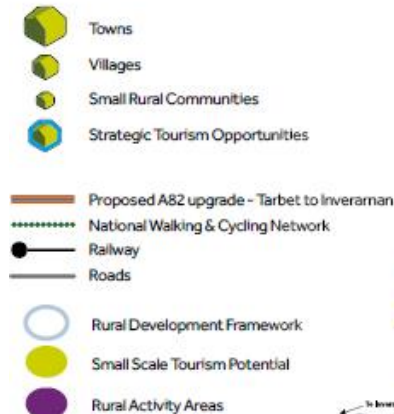 Towns
Villages
Small Rural Communities
Strategic Tourism Opportunities
Proposed A82 upgrade - Tarbet to Inverarnan
National Walking & Cycling Network
Railway
Roads
Rural Development Framework
Small Scale Tourism Potential
Rural Activity Areas
To